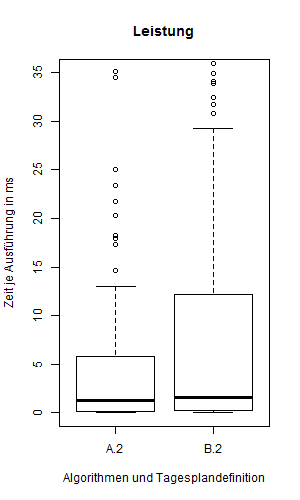 Leistung
Zeit je Ausführung in ms
35
30
25
20
15
10
5
0
A.2
B.2
Algorithmen und Tagesplandefinition